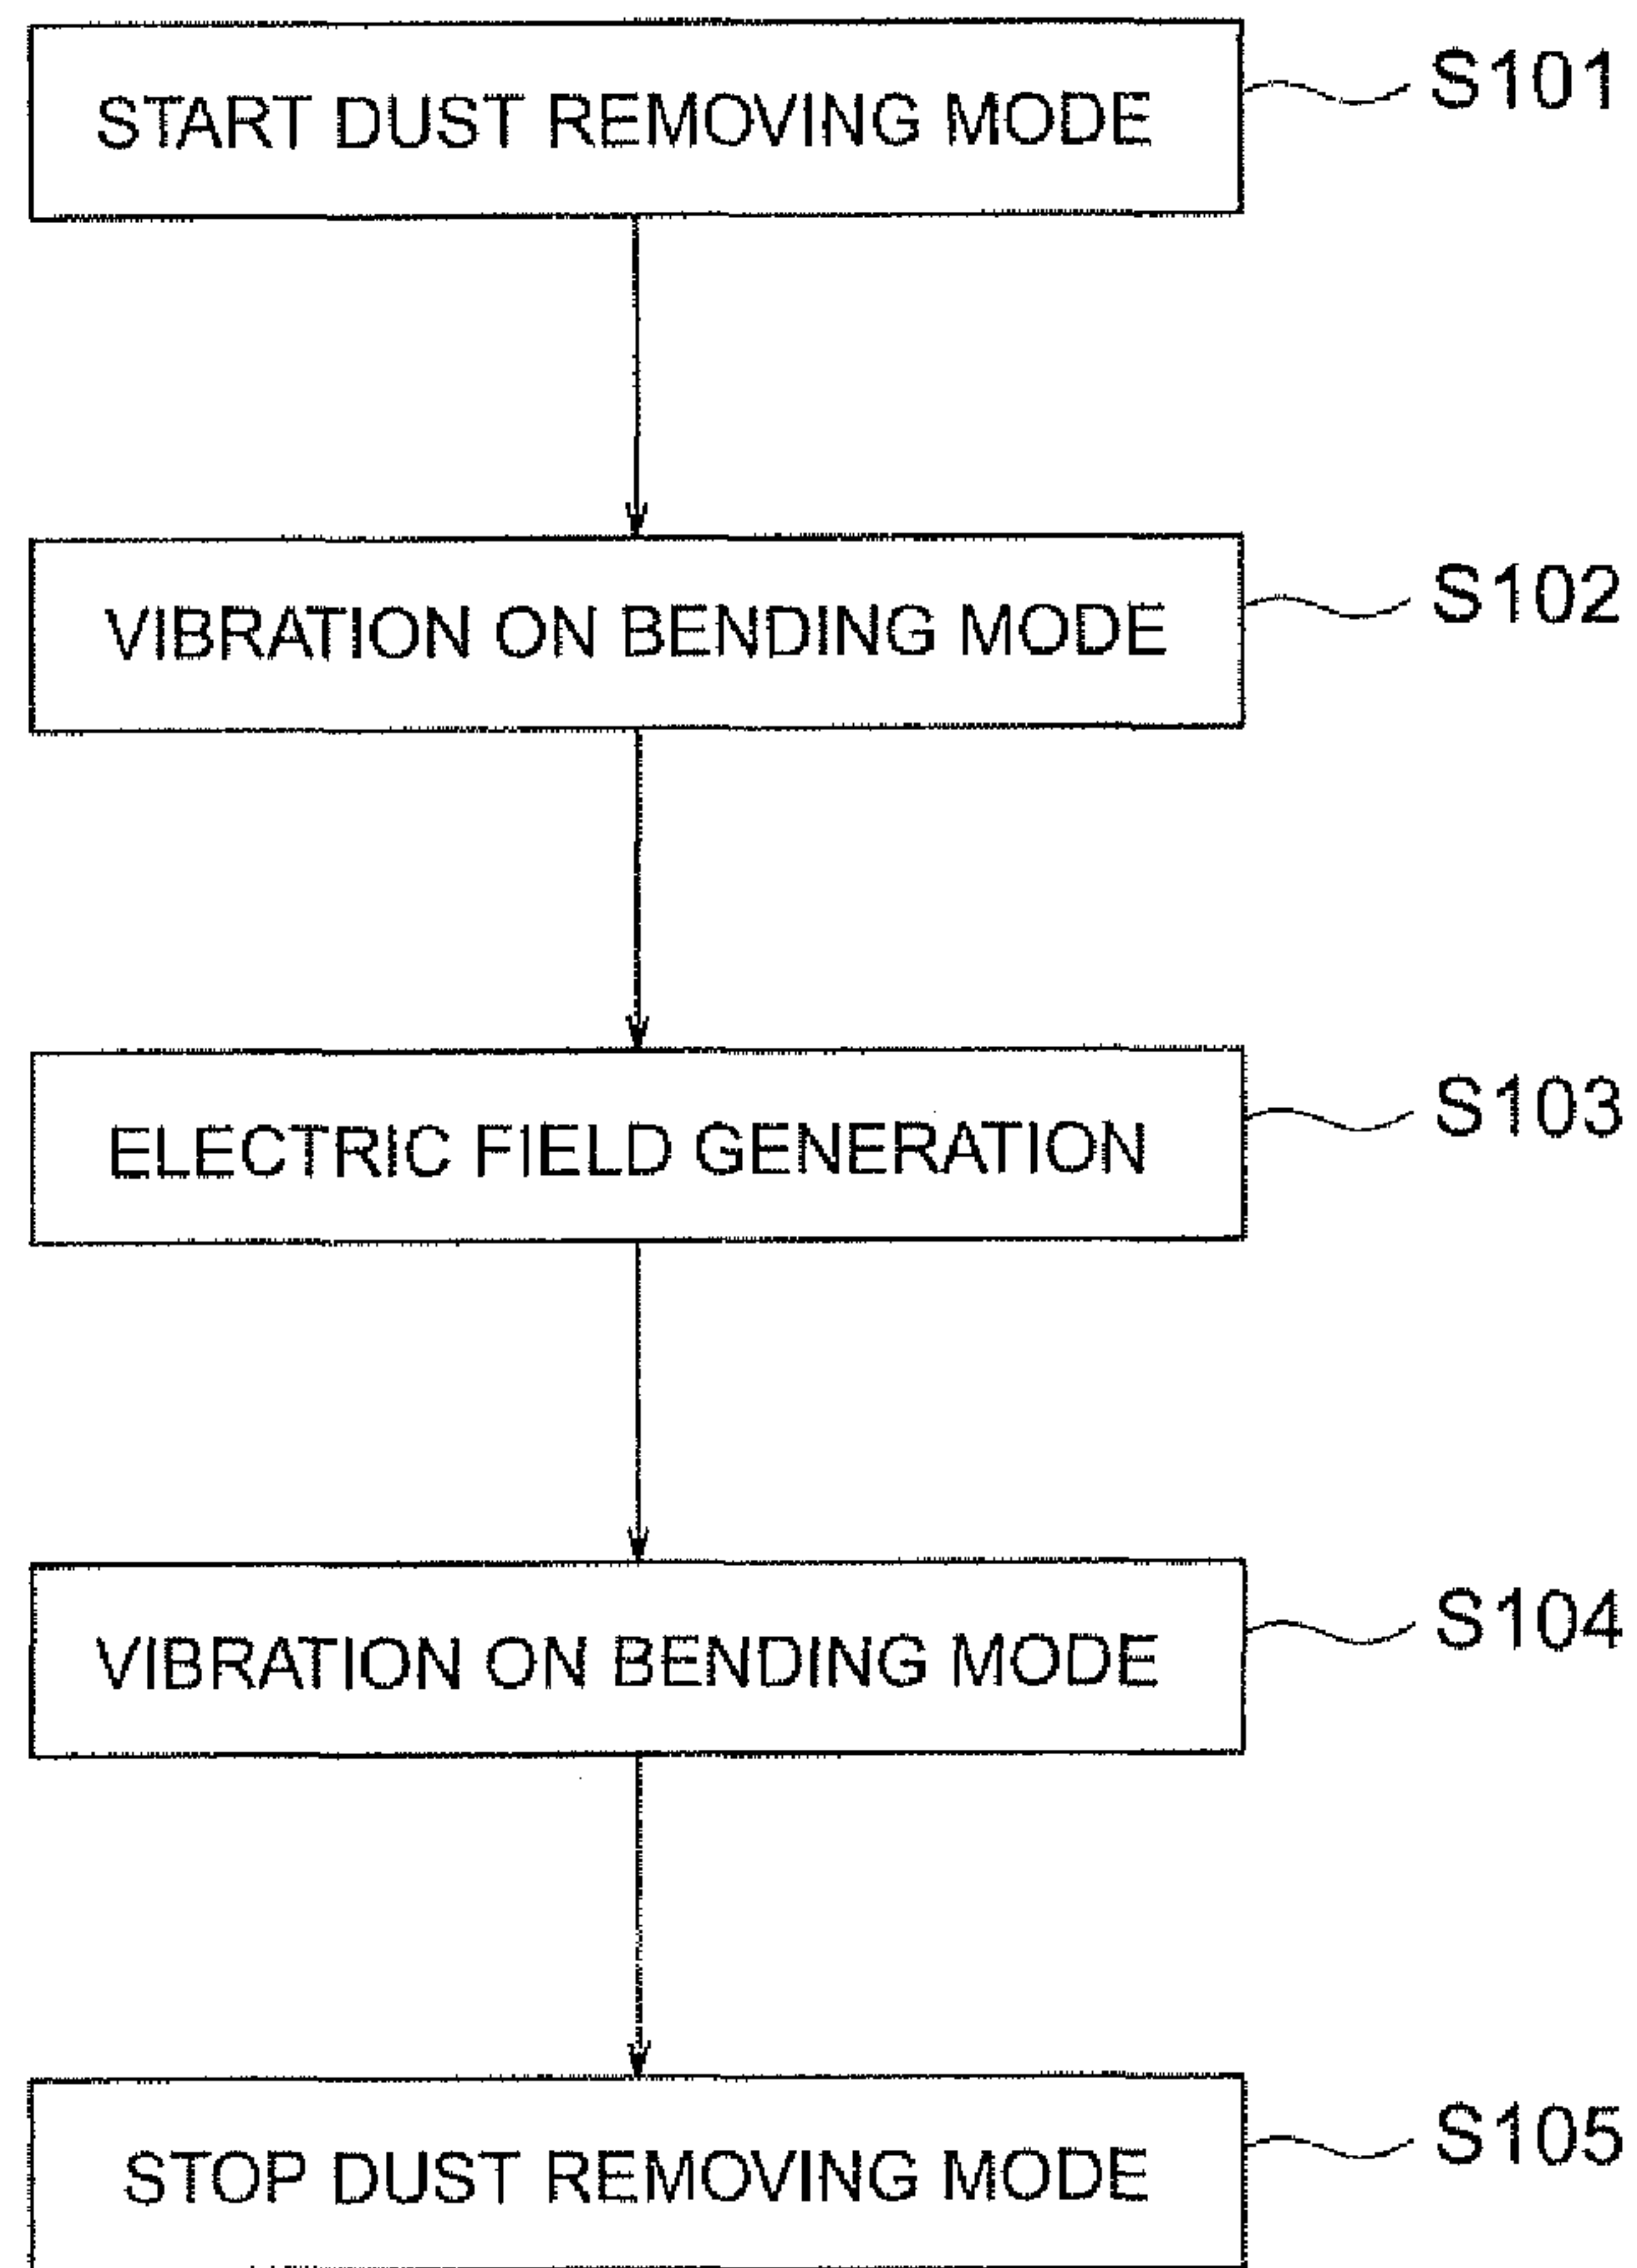 START DUST REMOVING MODE S101
VIBRATION ON BENDING MODE S102
ELECTRIC FIELD GENERATION S103
VIBRATION ON BENDING MODE S104
STOP DUST REMOVING MODE S105